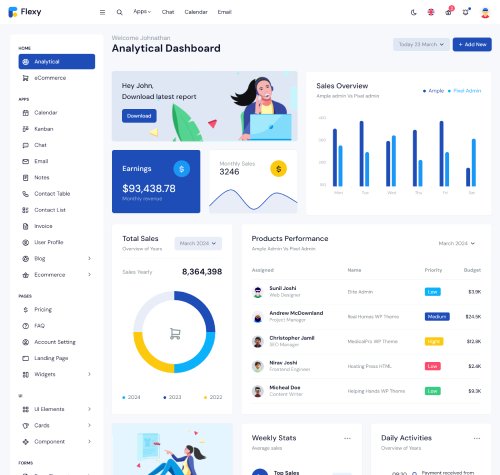 Flexy
Apps
Chat
Calendar
Email
HOME
Analytical
eCommerce
APPS
Calendar
Kanban
Chat
Email
Notes
Contact Table
Contact List
Invoice
User Profile
Blog
Ecommerce
PAGES
Pricing
FAQ
Account Setting
Landing Page
Widgets
UI
UI Elements
Cards
Component
FORMS
Welcome Johnathan
Analytical Dashboard
Today 23 March
+ Add New
Hey John,
Download latest report
Download
Earnings
$
$93,438.78
Monthly revenue
Monthly Sales
3246
$
Sales Overview
Ample admin Vs Pixel admin
Ample
Pixel Admin
Mon
Tue
Wed
Thu
Fri
Sat
Total Sales
Overview of Years
March 2024
Sales Yearly
8,364,398
2024
2023
2022
Products Performance
Ample Admin Vs Pixel Admin
March 2024
Assigned Name Priority Budget
Sunil Joshi
Web Designer
Elite Admin
Low
$3.9K
Andrew McDownland
Project Manager
Real Homes WP Theme
Medium
$24.5K
Christopher Jamil
SEO Manager
MedicalPro WP Theme
Hight
$12.8K
Nirav Joshi
Frontend Engineer
Hosting Press HTML
Low
$2.4K
Micheal Doe
Content Writer
Helping Hands WP Theme
Low
$9.3K
Weekly Stats
Average sales
Top Sales
Daily Activities
Overview of Years
09:30
Payment received from